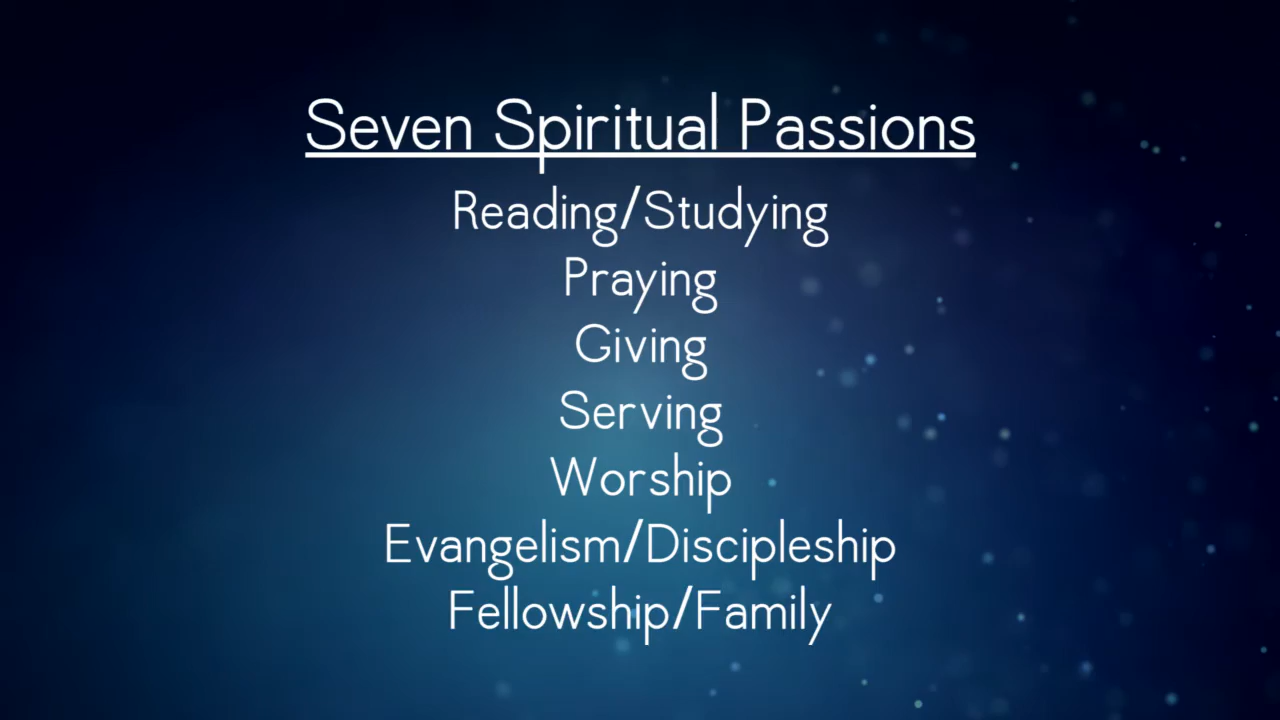 Seven Spiritual Passions
Reading/Studying
Praying
Giving
Serving
Worship
Evangelism/Discipleship
Fellowship/Family